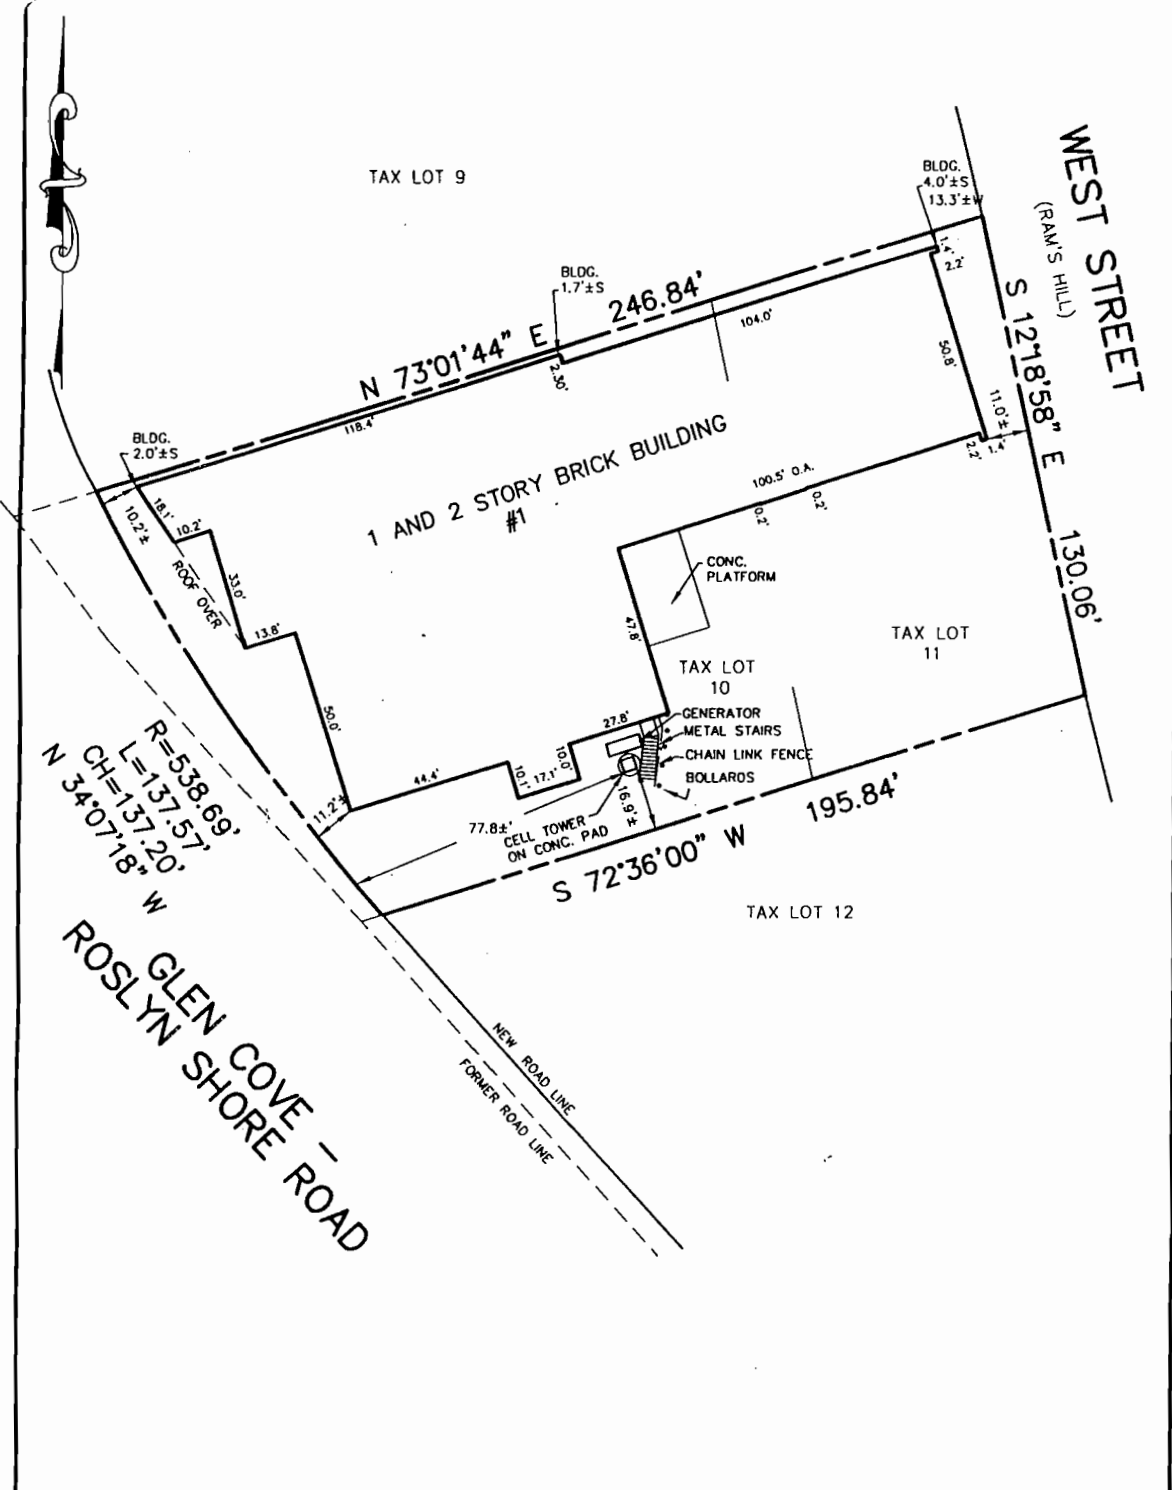 TAX LOT 9
WEST STREET
(RAM'S HILL)
BLDG.
4.0'±S
13.3'±W
1.4'
2.2'
S 12°18'58" E 130.06'
BLDG.
1.7'±S
246.84'
N 73°01'44" E
104.0'
2.30'
118.4'
50.8'
11.0'±
2.2'
1.4'
BLDG.
2.0'±S
1 AND 2 STORY BRICK BUILDING
#1
100.5' O.A.
0.2'
0.2'
18.1'
10.2'
10.2'±
ROOF OVER
33.0'
13.8'
50.0'
CONC.
PLATFORM
47.8'
TAX LOT
11
TAX LOT
10
27.8'
GENERATOR
METAL STAIRS
CHAIN LINK FENCE
BOLLARDS
10.0'
10.1'
17.1'
44.4'
11.2'±
77.8±'
CELL TOWER
ON CONC. PAD
16.9'±
195.84'
S 72°36'00" W
TAX LOT 12
R=538.69'
L=137.57'
CH=137.20'
N 34°07'18" W
GLEN COVE –
ROSLYN SHORE ROAD
NEW ROAD LINE
FORMER ROAD LINE